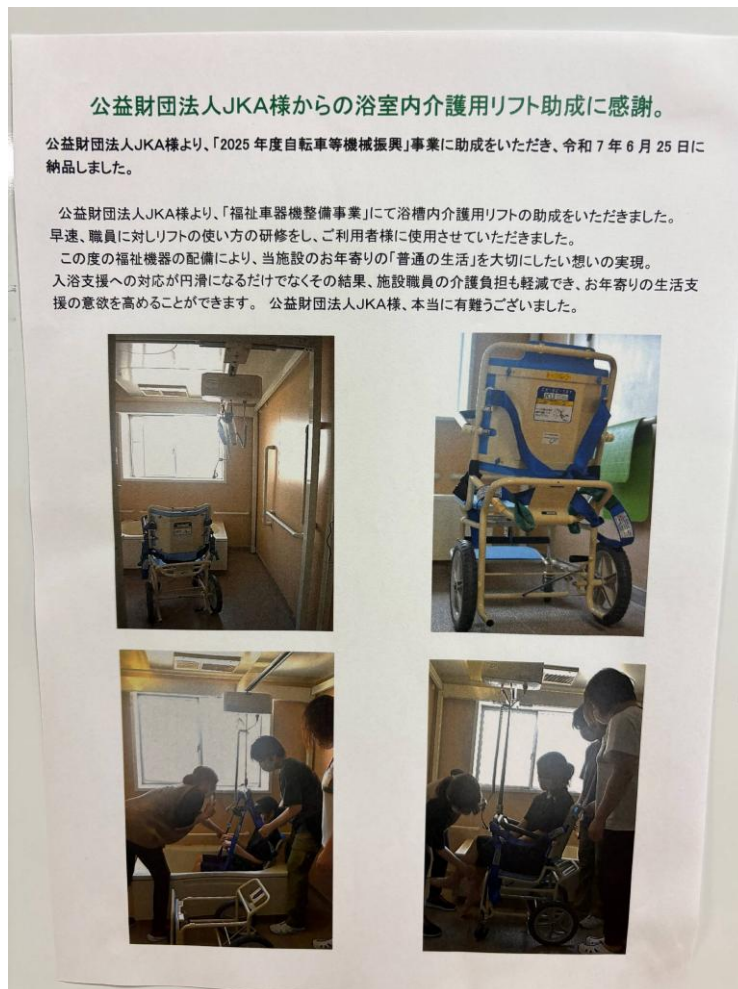 公益財団法人JKA様からの浴室内介護用リフト助成に感謝。
公益財団法人JKA様より、「2025 年度自転車等機械振興」事業に助成をいただき、令和 7 年 6 月 25 日に
納品しました。
公益財団法人JKA様より、「福祉車器機整備事業」にて浴槽内介護用リフトの助成をいただきました。
早速、職員に対しリフトの使い方の研修をし、ご利用者様に使用させていただきました。
この度の福祉機器の配備により、当施設のお年寄りの「普通の生活」を大切にしたい想いの実現。
入浴支援への対応が円滑になるだけでなくその結果、施設職員の介護負担も軽減でき、お年寄りの生活支
援の意欲を高めることができます。 公益財団法人JKA様、本当に有難うございました。